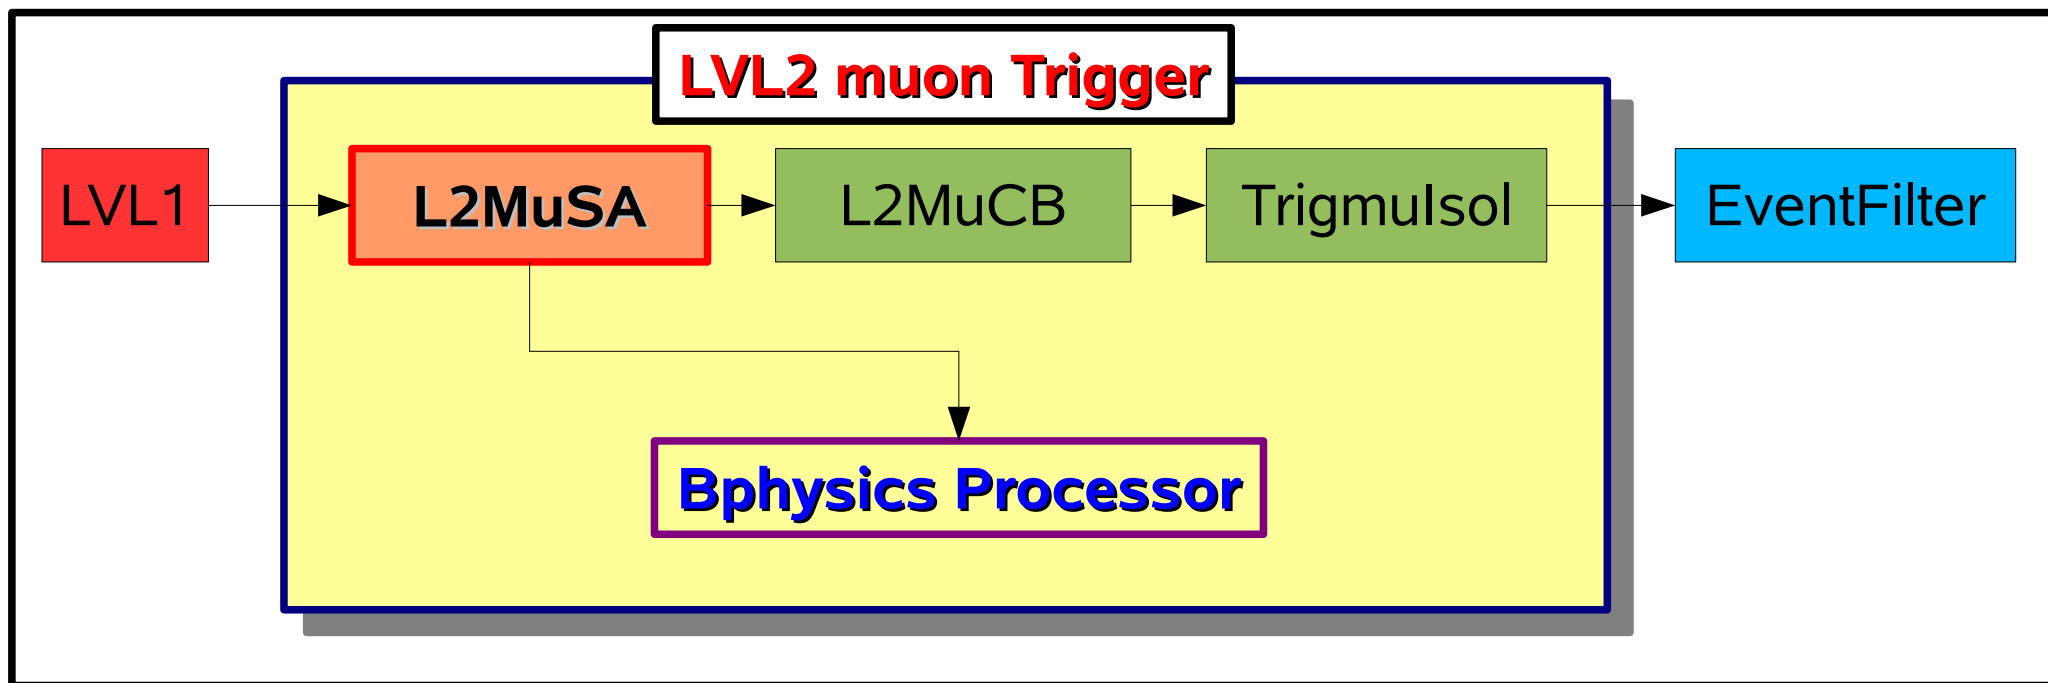 LVL2 muon Trigger
LVL1
L2MuSA
L2MuCB
TrigmuIsol
EventFilter
Bphysics Processor